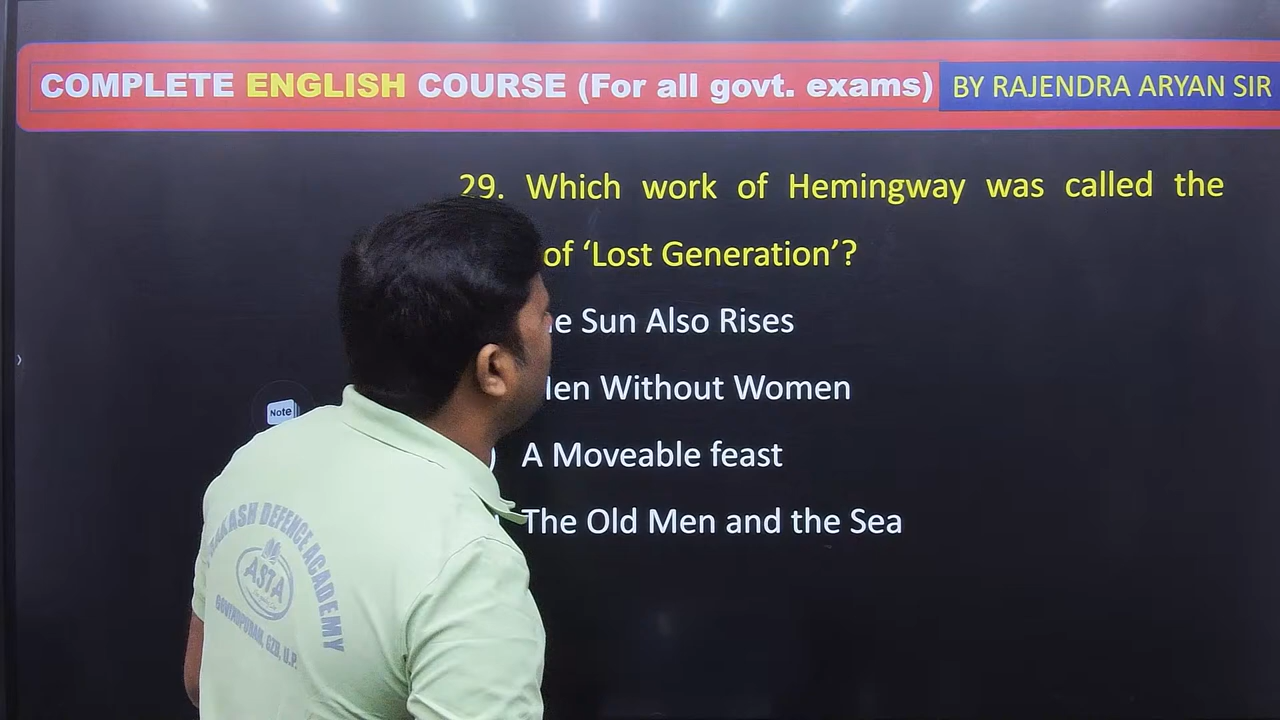 COMPLETE ENGLISH COURSE (For all govt. exams) BY RAJENDRA ARYAN SIR
29. Which work of Hemingway was called the
of ‘Lost Generation’?
Sun Also Rises
Without Women
A Moveable feast
The Old Men and the Sea
Note
DEFENCE ACADEMY
GOVINDPURAM, GZB, U.P.